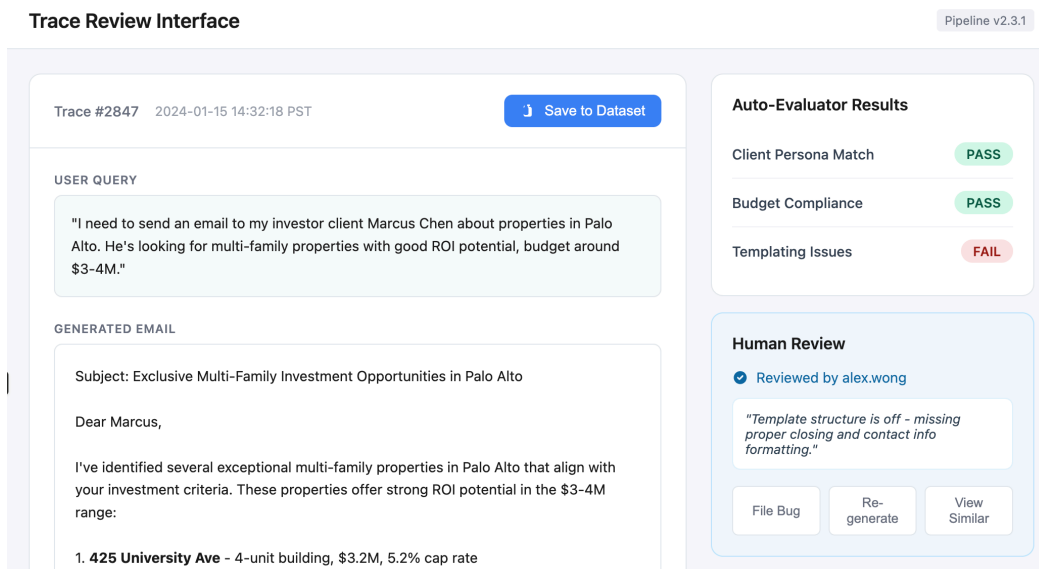 Trace Review Interface
Pipeline v2.3.1
Trace #2847 2024-01-15 14:32:18 PST
Save to Dataset
USER QUERY
"I need to send an email to my investor client Marcus Chen about properties in Palo
Alto. He's looking for multi-family properties with good ROI potential, budget around
$3-4M."
GENERATED EMAIL
Subject: Exclusive Multi-Family Investment Opportunities in Palo Alto
Dear Marcus,
I've identified several exceptional multi-family properties in Palo Alto that align with
your investment criteria. These properties offer strong ROI potential in the $3-4M
range:
1. 425 University Ave - 4-unit building, $3.2M, 5.2% cap rate
Auto-Evaluator Results
Client Persona Match PASS
Budget Compliance PASS
Templating Issues FAIL
Human Review
Reviewed by alex.wong
"Template structure is off - missing
proper closing and contact info
formatting."
File Bug
Re-
generate
View
Similar